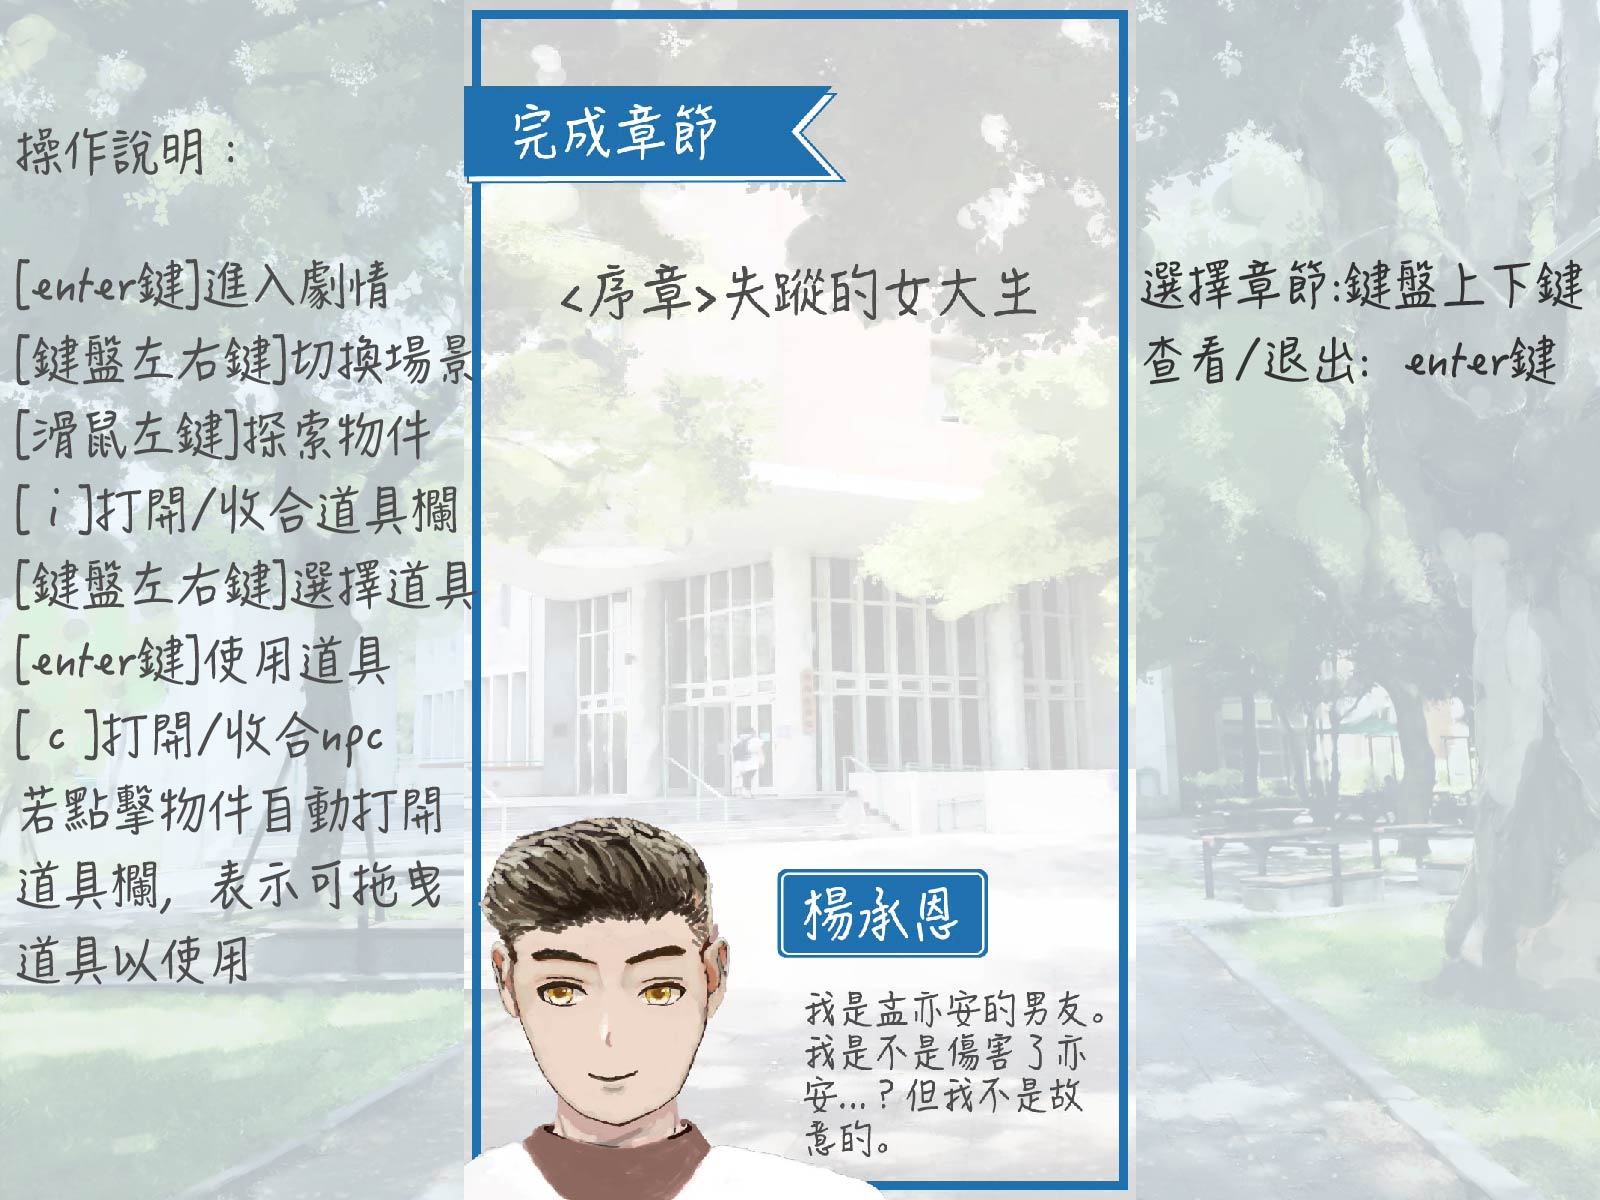 操作說明：
[enter鍵]進入劇情
[鍵盤左右鍵]切換場景
[滑鼠左鍵]探索物件
[ i ]打開/收合道具欄
[鍵盤左右鍵]選擇道具
[enter鍵]使用道具
[ c ]打開/收合npc
若點擊物件自動打開
道具欄，表示可拖曳
道具以使用
完成章節
<序章>失蹤的女大生
楊承恩
我是孟亦安的男友。
我是不是傷害了亦
安...？但我不是故
意的。
選擇章節:鍵盤上下鍵
查看/退出: enter鍵